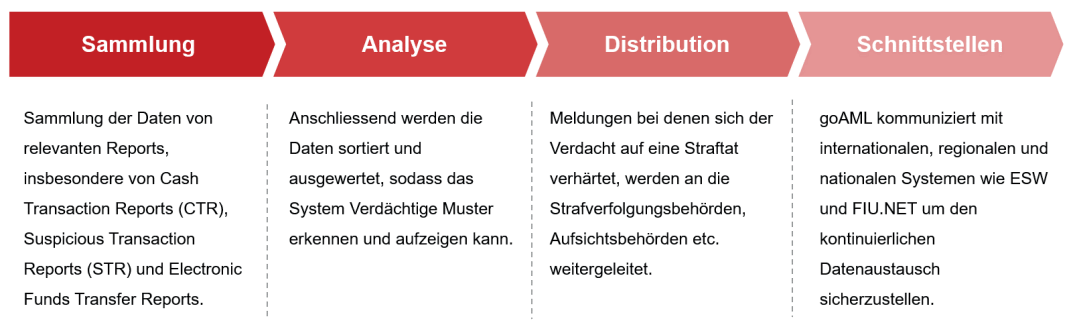 Sammlung
Analyse
Distribution
Schnittstellen
Sammlung der Daten von
relevanten Reports,
insbesondere von Cash
Transaction Reports (CTR),
Suspicious Transaction
Reports (STR) und Electronic
Funds Transfer Reports.
Anschliessend werden die
Daten sortiert und
ausgewertet, sodass das
System Verdächtige Muster
erkennen und aufzeigen kann.
Meldungen bei denen sich der
Verdacht auf eine Straftat
verhärtet, werden an die
Strafverfolgungsbehörden,
Aufsichtsbehörden etc.
weitergeleitet.
goAML kommuniziert mit
internationalen, regionalen und
nationalen Systemen wie ESW
und FIU.NET um den
kontinuierlichen
Datenaustausch
sicherzustellen.